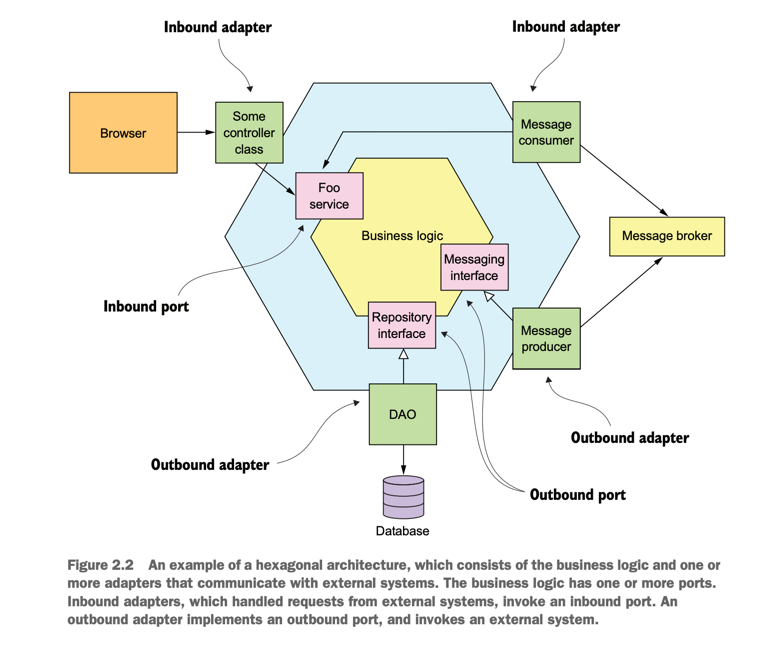 Inbound adapter
Inbound adapter
Browser
Some
controller
class
Message
consumer
Foo
service
Business logic
Message broker
Messaging
interface
Inbound port
Repository
interface
Message
producer
DAO
Outbound adapter
Outbound adapter
Outbound port
Database
Figure 2.2 An example of a hexagonal architecture, which consists of the business logic and one or
more adapters that communicate with external systems. The business logic has one or more ports.
Inbound adapters, which handled requests from external systems, invoke an inbound port. An
outbound adapter implements an outbound port, and invokes an external system.